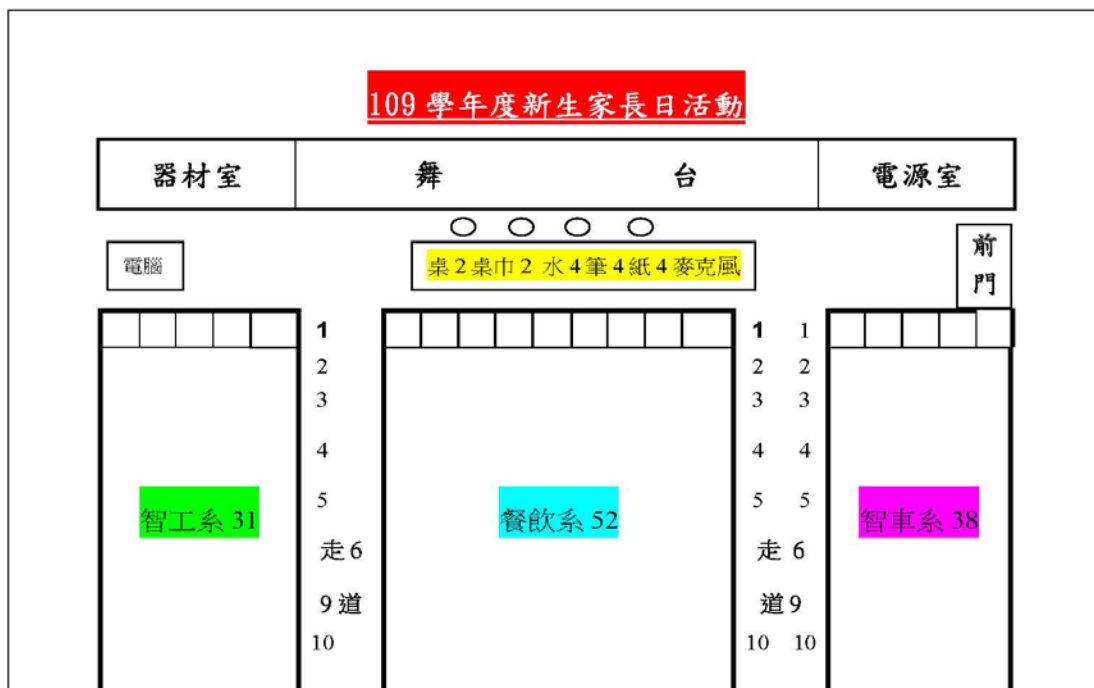 109學年度新生家長日活動
器材室 舞 台 電源室
電腦
桌2桌巾2 水4筆4紙4麥克風
前
門
1 1 1
2 2 2
3 3 3
4 4 4
5 5 5
智工系 31 餐飲系 52 智車系 38
走6 走 6
9道 道9
10 10 10